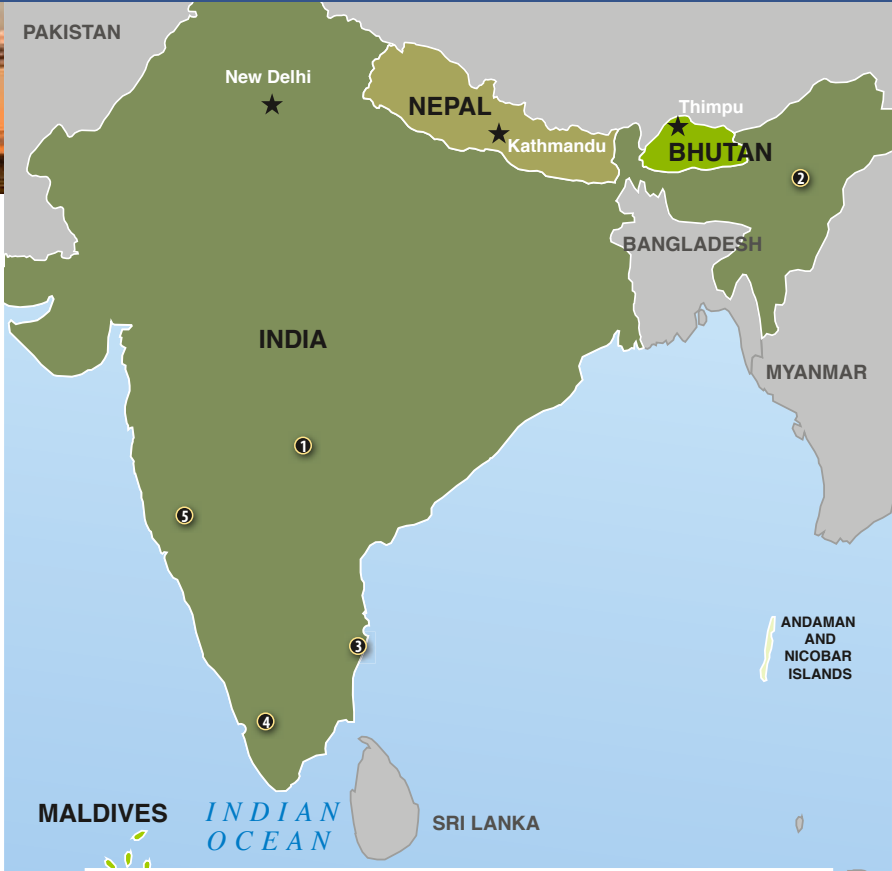 PAKISTAN
New Delhi
NEPAL
Kathmandu
Thimpu
BHUTAN
2
BANGLADESH
INDIA
MYANMAR
1
5
3
ANDAMAN
AND
NICOBAR
ISLANDS
4
MALDIVES
INDIAN
OCEAN
SRI LANKA